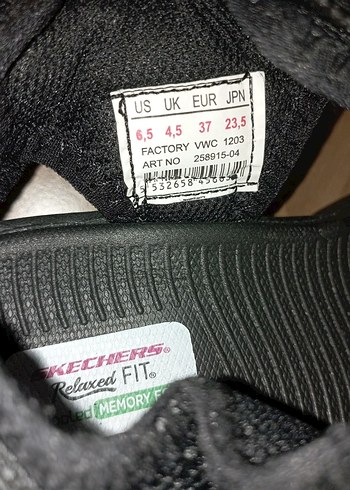 US UK EUR JPN
6,5 4,5 37 23,5
FACTORY VWC 1203
ART NO 258915-04
SKECHERS®
Relaxed FIT®
MEMORY